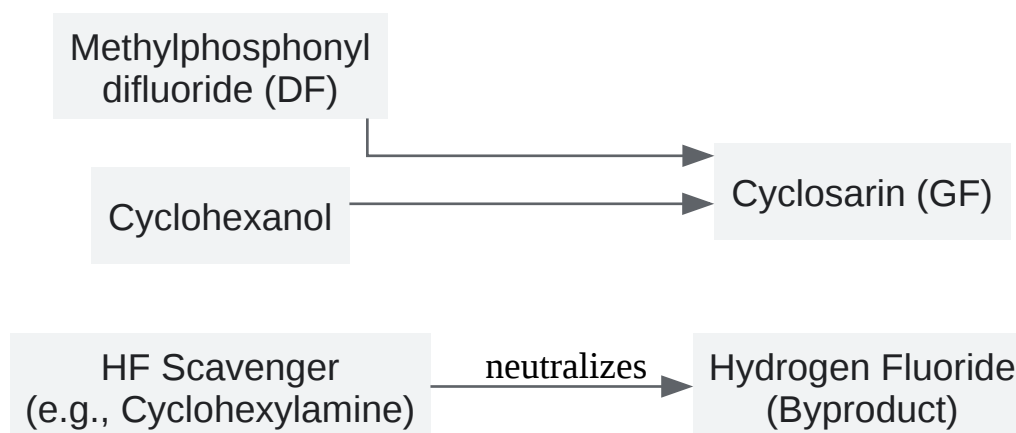 Methylphosphonyl
difluoride (DF)
Cyclohexanol
Cyclosarin (GF)
HF Scavenger
(e.g., Cyclohexylamine)
neutralizes
Hydrogen Fluoride
(Byproduct)